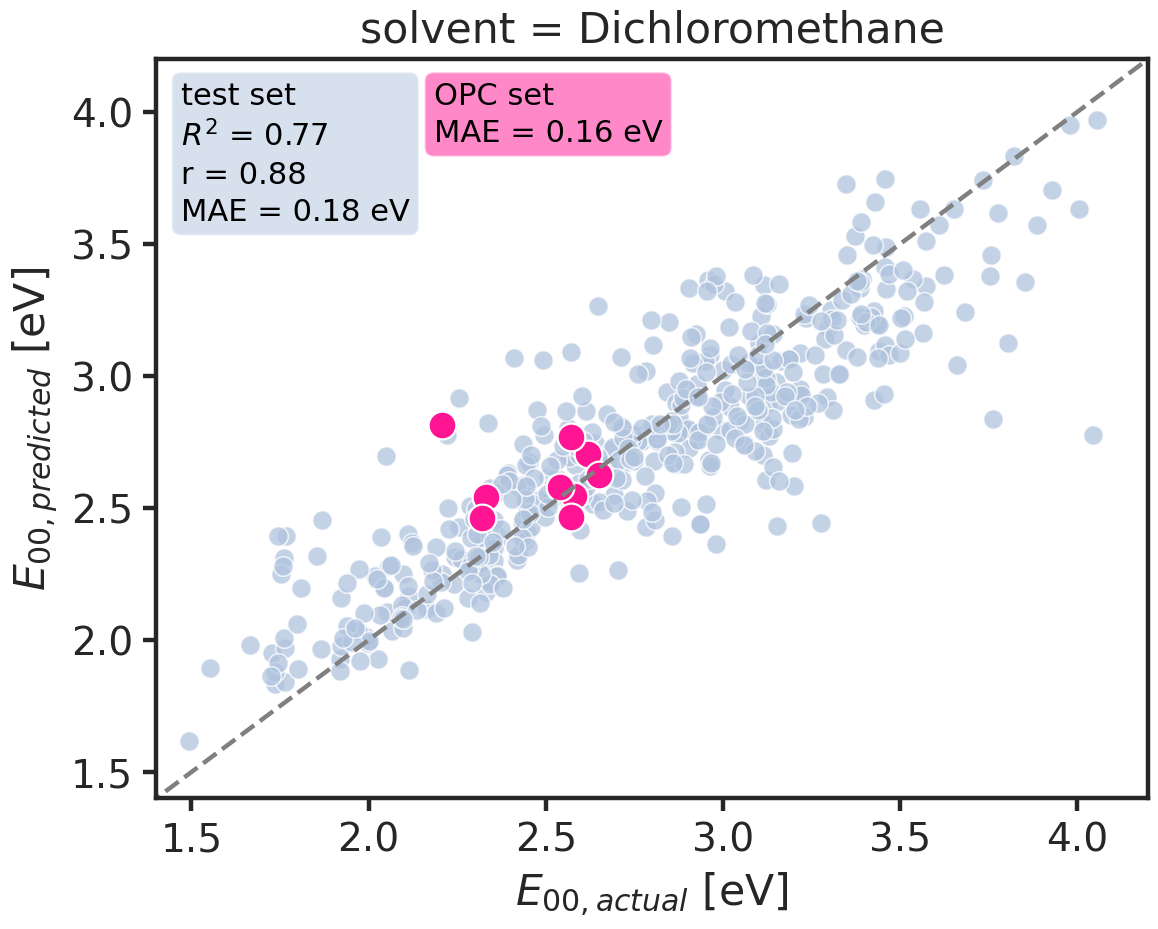 solvent = Dichloromethane
test set
R² = 0.77
r = 0.88
MAE = 0.18 eV
OPC set
MAE = 0.16 eV
4.0
3.5
3.0
2.5
2.0
1.5
E₀₀,predicted [eV]
1.5 2.0 2.5 3.0 3.5 4.0
E₀₀,actual [eV]